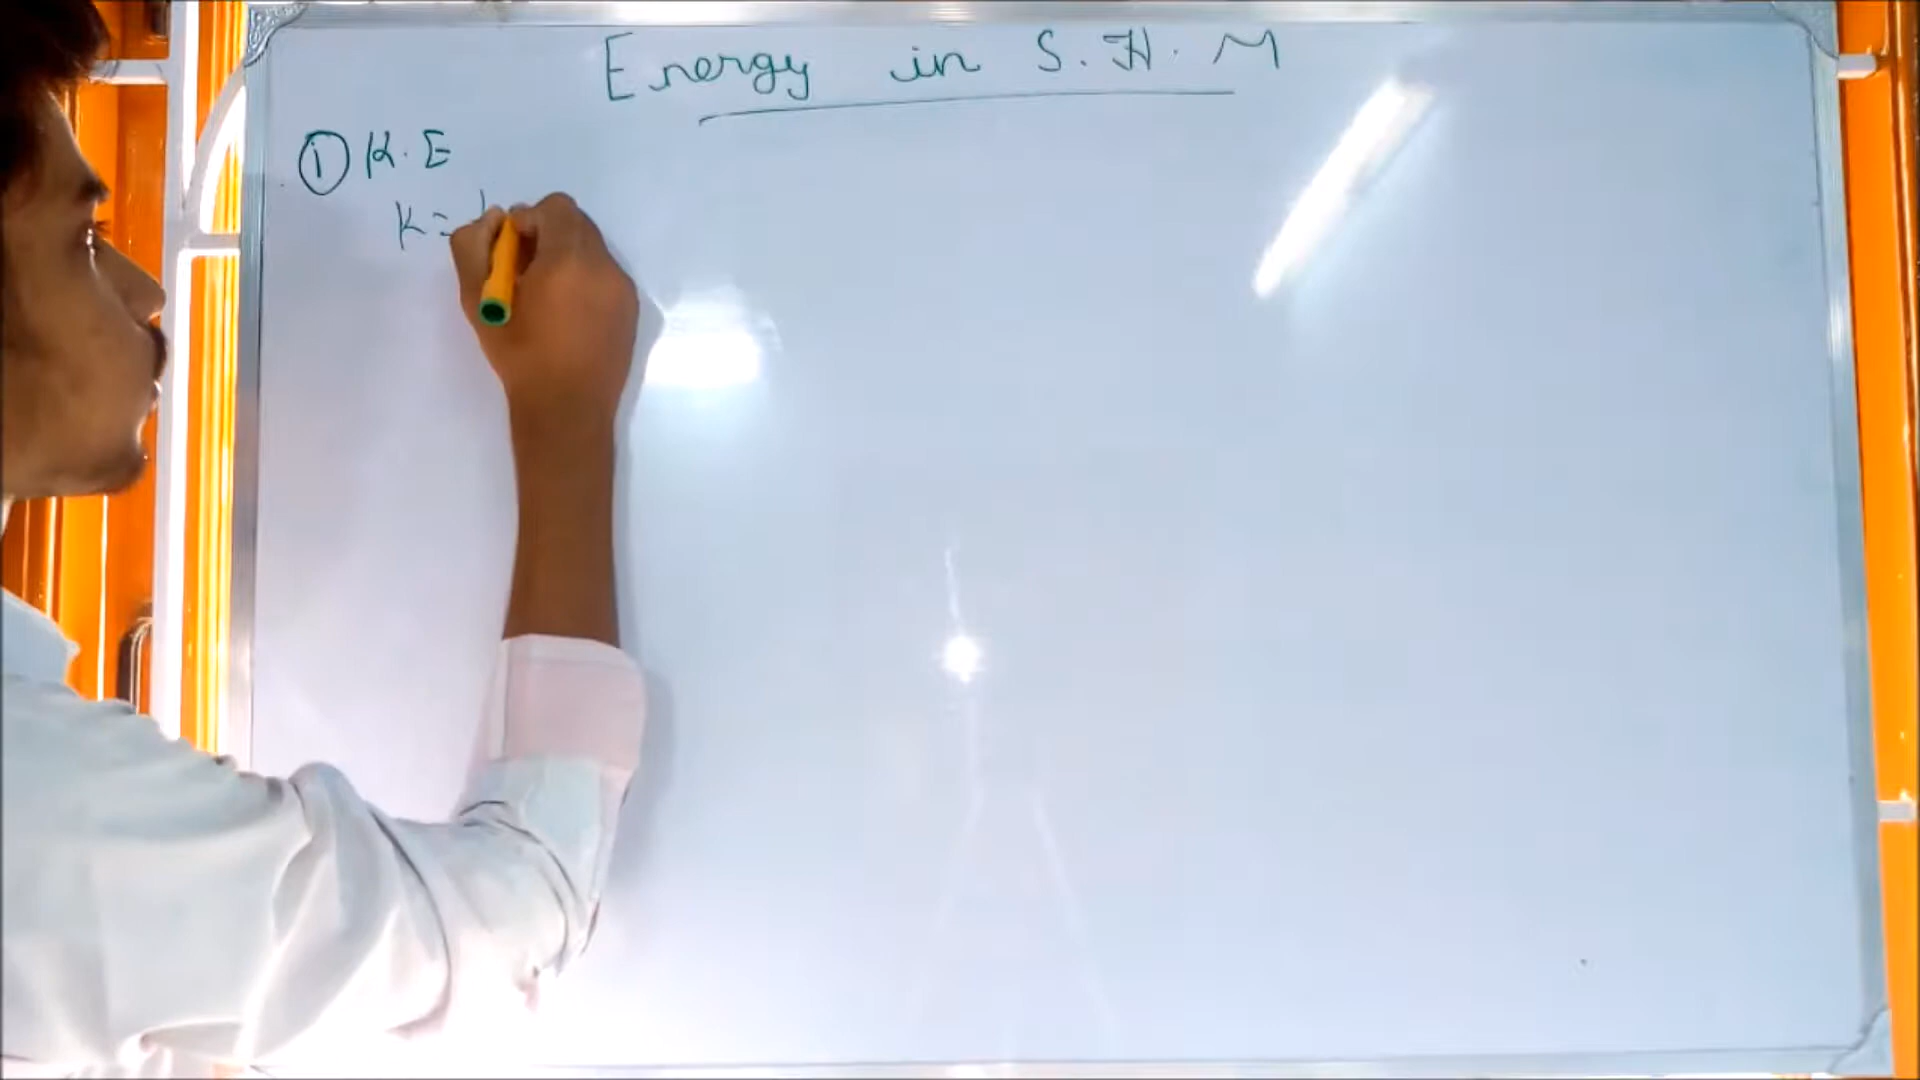 Energy in S.H.M
① K.E
K =